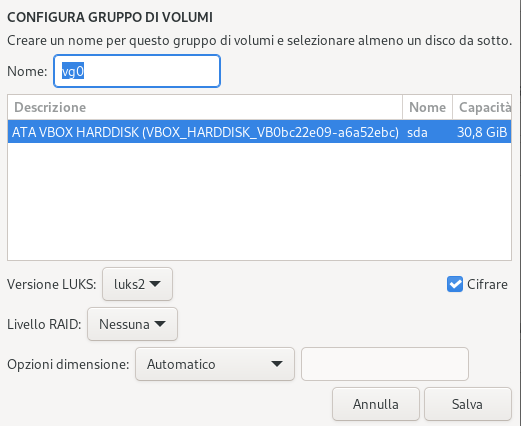 CONFIGURA GRUPPO DI VOLUMI
Creare un nome per questo gruppo di volumi e selezionare almeno un disco da sotto.
Nome: vg0
Descrizione Nome Capacità
ATA VBOX HARDDISK (VBOX_HARDDISK_VB0bc22e09-a6a52ebc) sda 30,8 GiB
Versione LUKS: luks2 Cifrare
Livello RAID: Nessuna
Opzioni dimensione: Automatico
Annulla Salva